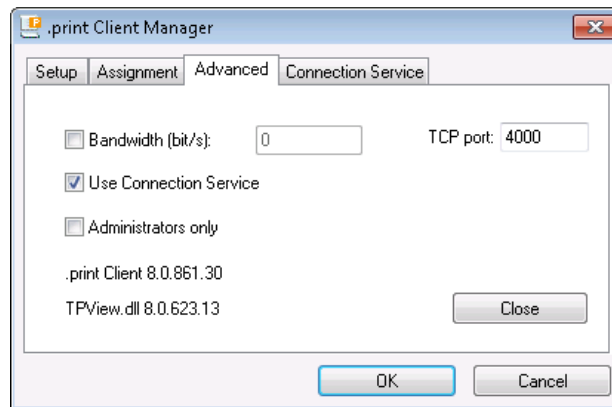 .print Client Manager
Setup Assignment Advanced Connection Service
Bandwidth (bit/s): 0 TCP port: 4000
Use Connection Service
Administrators only
.print Client 8.0.861.30
TPView.dll 8.0.623.13
Close
OK Cancel